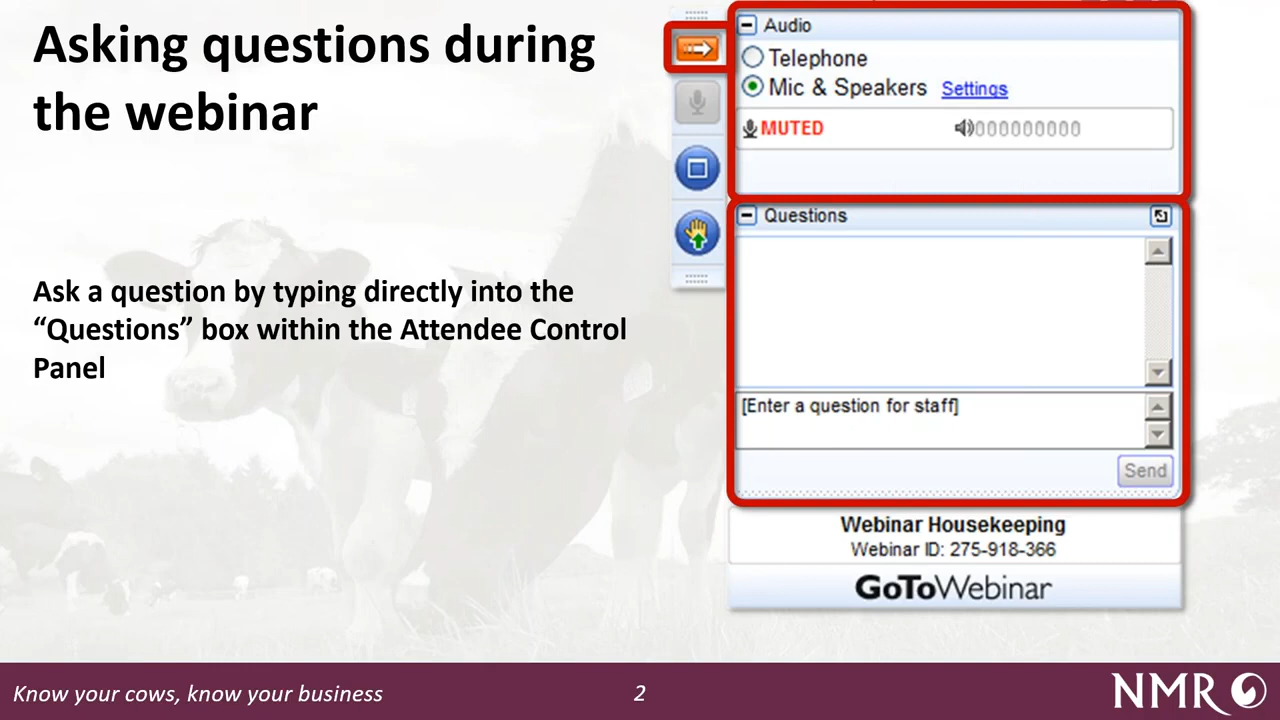 Asking questions during
the webinar
Ask a question by typing directly into the
“Questions” box within the Attendee Control
Panel
Audio
Telephone
Mic & Speakers Settings
MUTED 000000000
Questions
[Enter a question for staff]
Send
Webinar Housekeeping
Webinar ID: 275-918-366
GoToWebinar
Know your cows, know your business
2
NMR